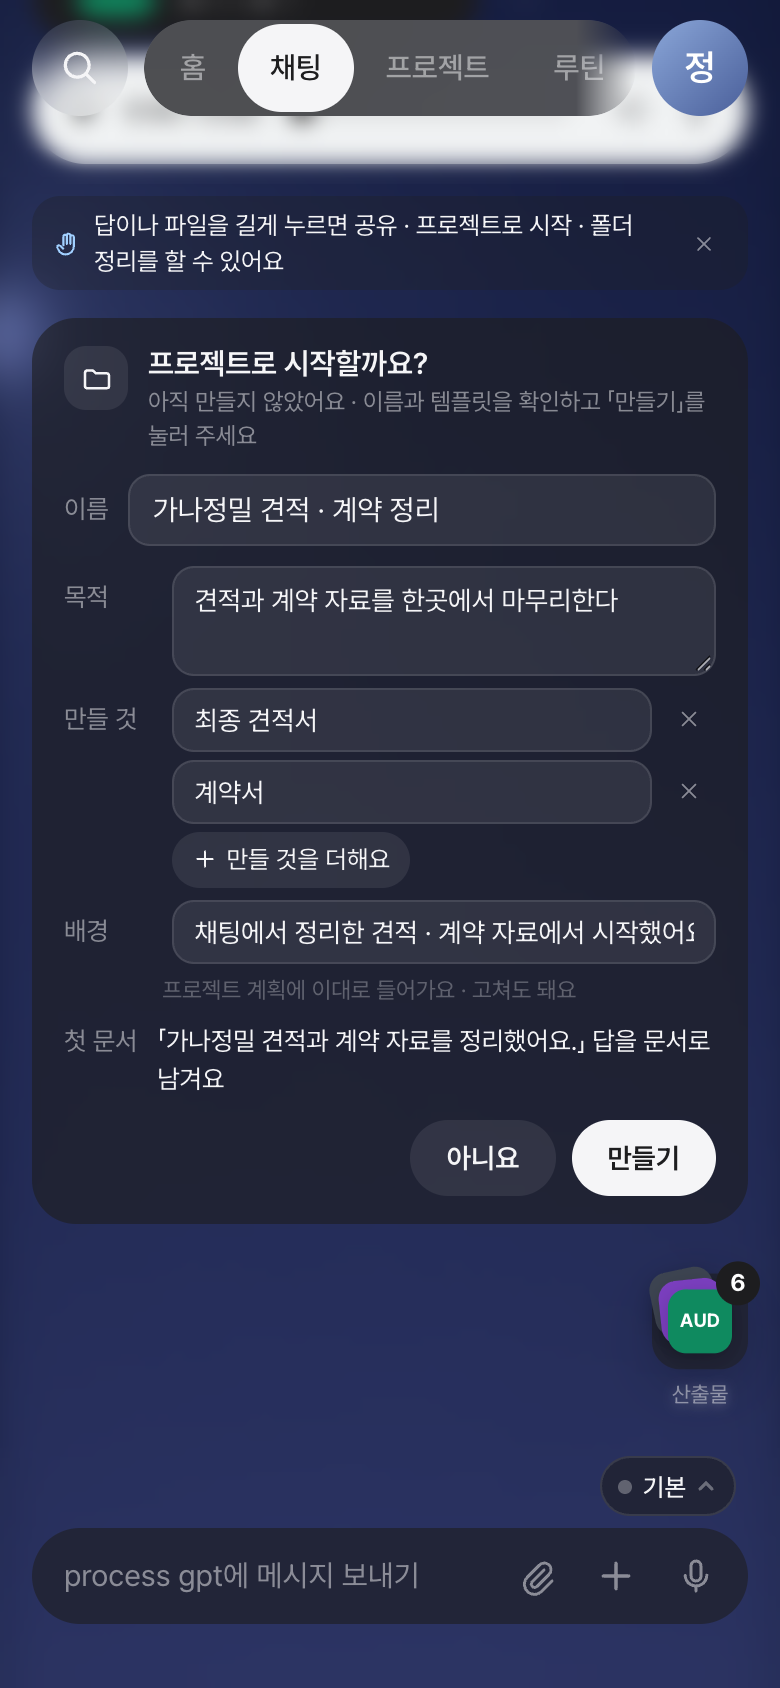 홈
채팅
프로젝트
루틴
정
답이나 파일을 길게 누르면 공유 · 프로젝트로 시작 · 폴더
정리를 할 수 있어요
프로젝트로 시작할까요?
아직 만들지 않았어요 · 이름과 템플릿을 확인하고 「만들기」를
눌러 주세요
이름
가나정밀 견적 · 계약 정리
목적
견적과 계약 자료를 한곳에서 마무리한다
만들 것
최종 견적서
계약서
만들 것을 더해요
배경
채팅에서 정리한 견적 · 계약 자료에서 시작했어
프로젝트 계획에 이대로 들어가요 · 고쳐도 돼요
첫 문서
「가나정밀 견적과 계약 자료를 정리했어요.」 답을 문서로
남겨요
아니요
만들기
6
AUD
산출물
기본
process gpt에 메시지 보내기